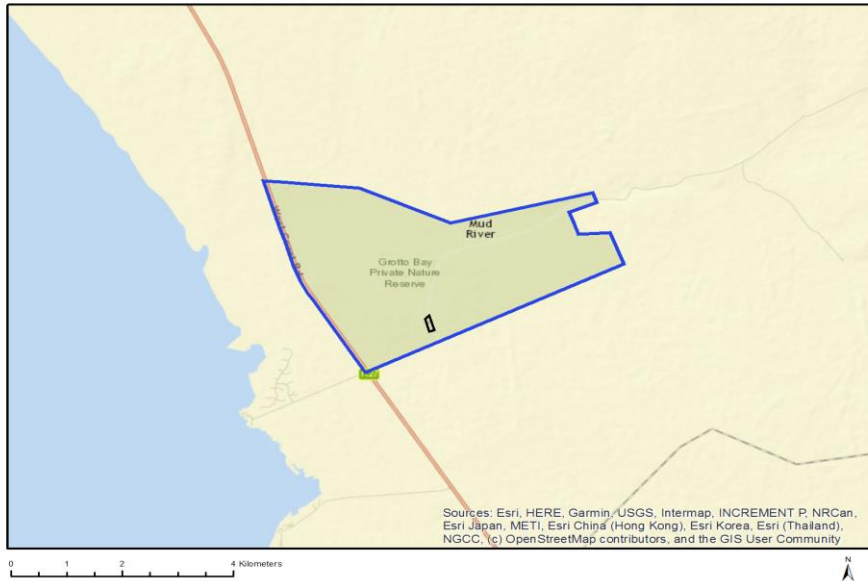 Mud
River
Grotto Bay
Private Nature
Reserve
Sources: Esri, HERE, Garmin, USGS, Intermap, INCREMENT P, NRCan,
Esri Japan, METI, Esri China (Hong Kong), Esri Korea, Esri (Thailand),
NGCC, (c) OpenStreetMap contributors, and the GIS User Community
0 1 2 4 Kilometers
N